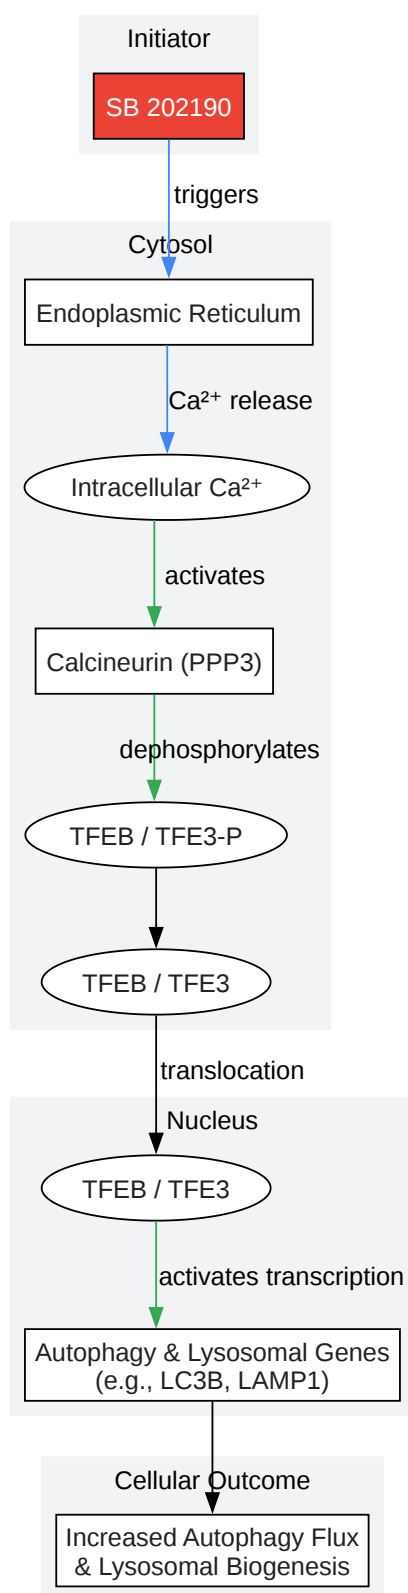 Initiator
SB 202190
triggers
Cytosol
Endoplasmic Reticulum
Ca²⁺ release
Intracellular Ca²⁺
activates
Calcineurin (PPP3)
dephosphorylates
TFEB / TFE3-P
TFEB / TFE3
translocation
Nucleus
TFEB / TFE3
activates transcription
Autophagy & Lysosomal Genes
(e.g., LC3B, LAMP1)
Cellular Outcome
Increased Autophagy Flux
& Lysosomal Biogenesis